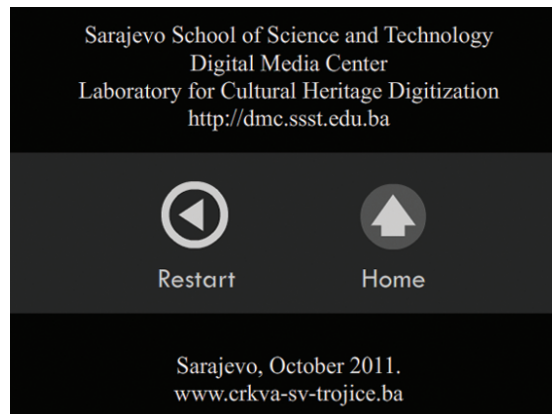 Sarajevo School of Science and Technology
Digital Media Center
Laboratory for Cultural Heritage Digitization
http://dmc.ssst.edu.ba
Restart
Home
Sarajevo, October 2011.
www.crkva-sv-trojice.ba